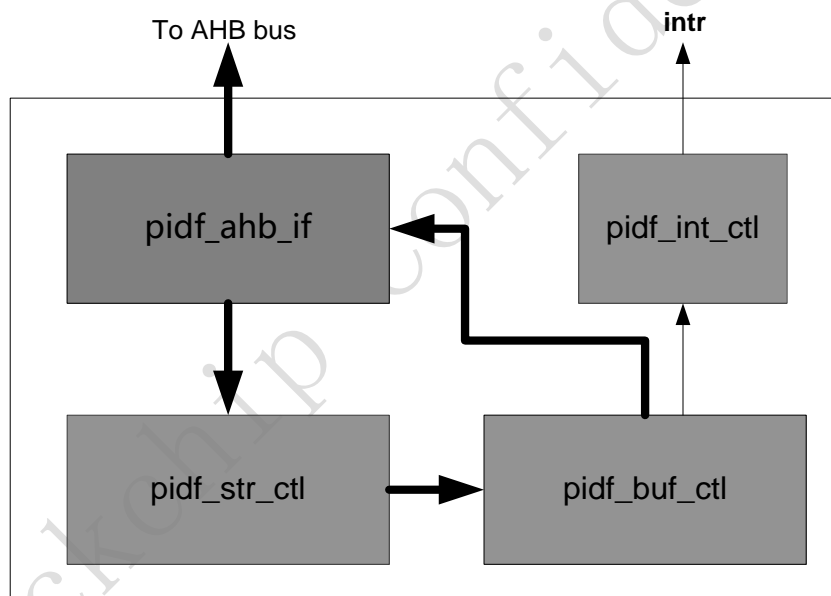 To AHB bus
intr
pidf_ahb_if
pidf_int_ctl
pidf_str_ctl
pidf_buf_ctl